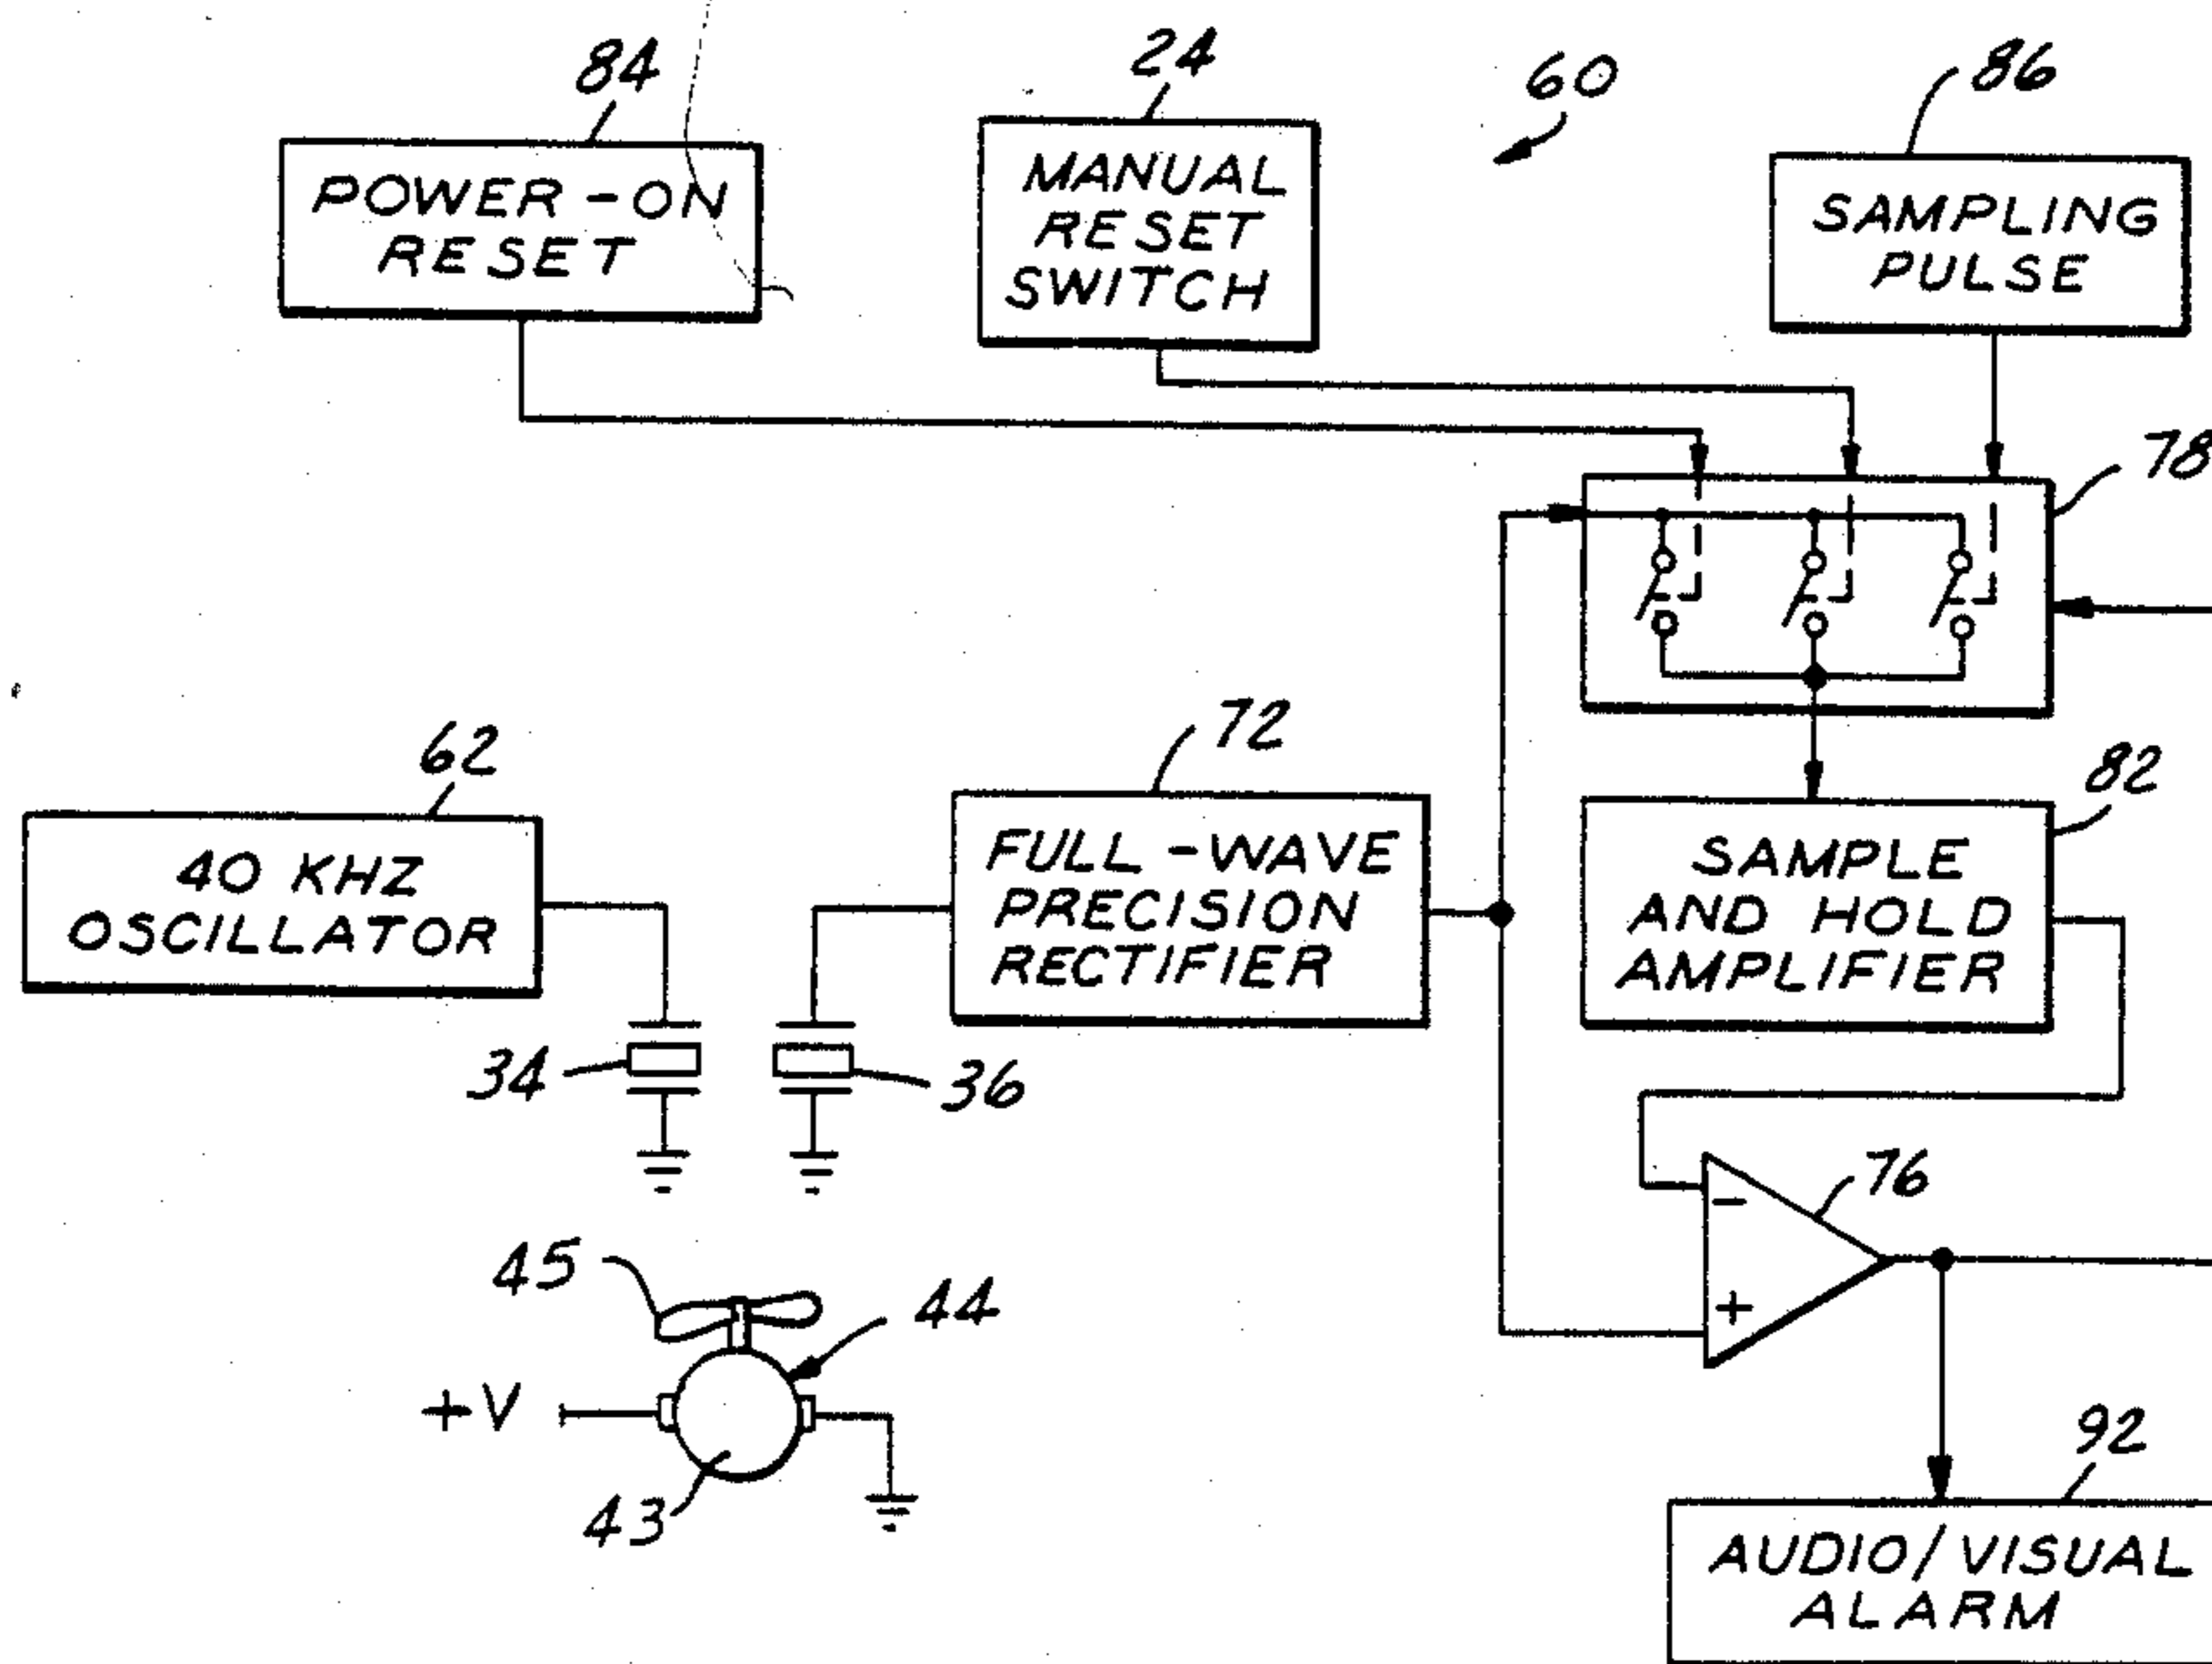 84
24
60
86
POWER-ON
RESET
MANUAL
RESET
SWITCH
SAMPLING
PULSE
78
62
72
82
40 KHZ
OSCILLATOR
FULL-WAVE
PRECISION
RECTIFIER
SAMPLE
AND HOLD
AMPLIFIER
34
36
76
−
+
45
44
+V
43
92
AUDIO/VISUAL
ALARM